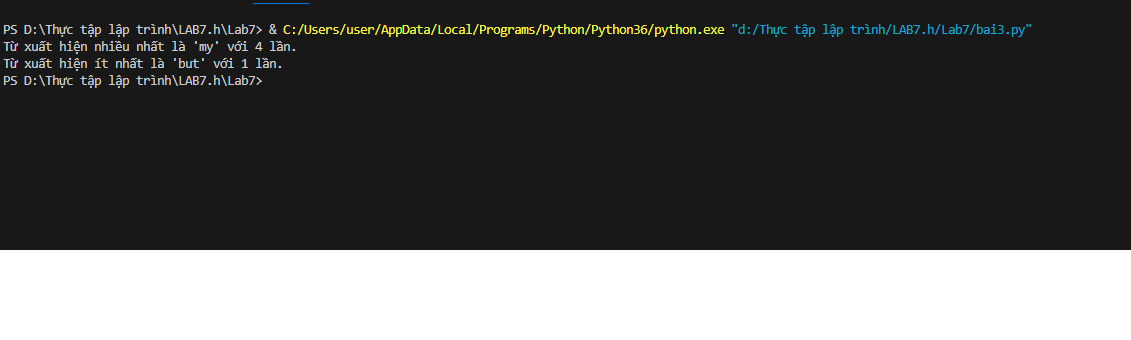 PS D:\Thực tập lập trình\LAB7.h\Lab7> & C:/Users/user/AppData/Local/Programs/Python/Python36/python.exe "d:/Thực tập lập trình/LAB7.h/Lab7/bai3.py"
Từ xuất hiện nhiều nhất là 'my' với 4 lần.
Từ xuất hiện ít nhất là 'but' với 1 lần.
PS D:\Thực tập lập trình\LAB7.h\Lab7>